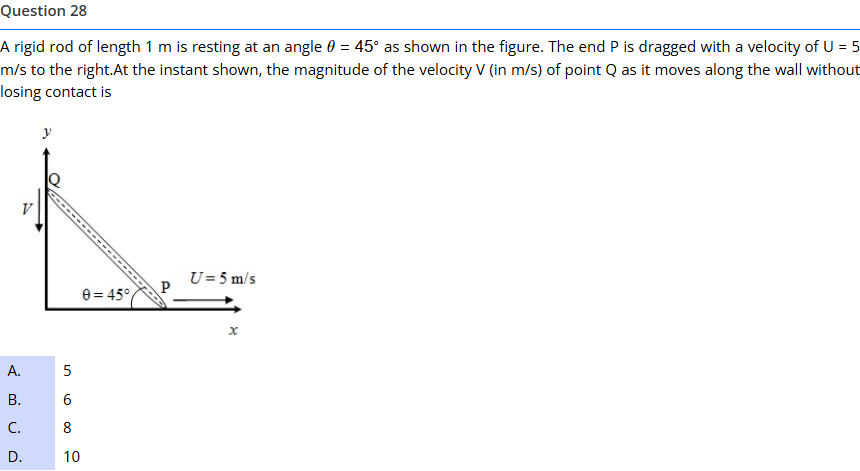 Question 28
A rigid rod of length 1 m is resting at an angle θ = 45° as shown in the figure. The end P is dragged with a velocity of U = 5
m/s to the right.At the instant shown, the magnitude of the velocity V (in m/s) of point Q as it moves along the wall without
losing contact is
y
Q
V
P
U = 5 m/s
θ = 45°
x
A. 5
B. 6
C. 8
D. 10